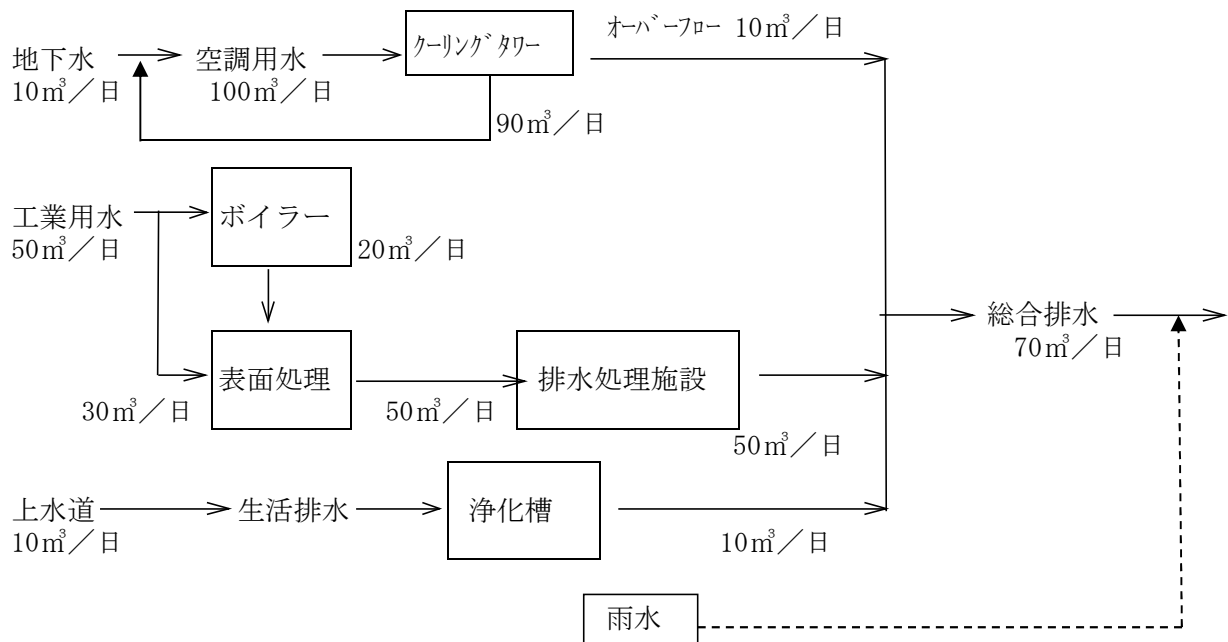 オーバーフロー 10㎥／日
地下水
10㎥／日
空調用水
100㎥／日
クーリングタワー
90㎥／日
工業用水
50㎥／日
ボイラー
20㎥／日
表面処理
30㎥／日
50㎥／日
排水処理施設
50㎥／日
総合排水
70㎥／日
上水道
10㎥／日
生活排水
浄化槽
10㎥／日
雨水